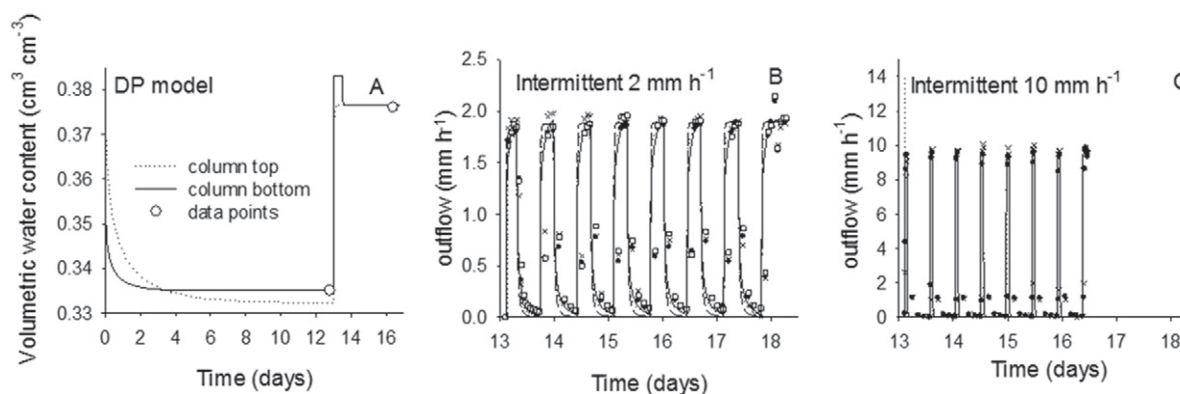 Volumetric water content (cm³ cm⁻³)
0.38
0.37
0.36
0.35
0.34
0.33
DP model
A
column top
column bottom
data points
0 2 4 6 8 10 12 14 16
Time (days)
outflow (mm h⁻¹)
2.5
2.0
1.5
1.0
0.5
0.0
Intermittent 2 mm h⁻¹
B
13 14 15 16 17 18
Time (days)
outflow (mm h⁻¹)
14
12
10
8
6
4
2
0
Intermittent 10 mm h⁻¹
13 14 15 16 17 18
Time (days)